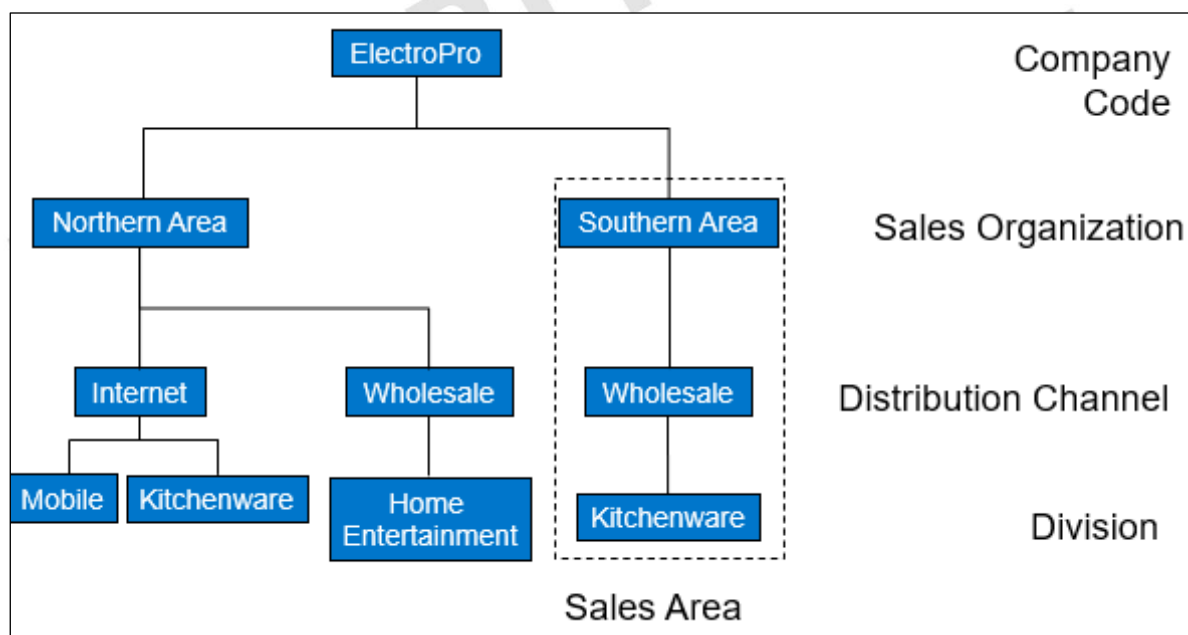 ElectroPro
Company
Code
Northern Area
Southern Area
Sales Organization
Internet
Wholesale
Wholesale
Distribution Channel
Mobile
Kitchenware
Home
Entertainment
Kitchenware
Division
Sales Area